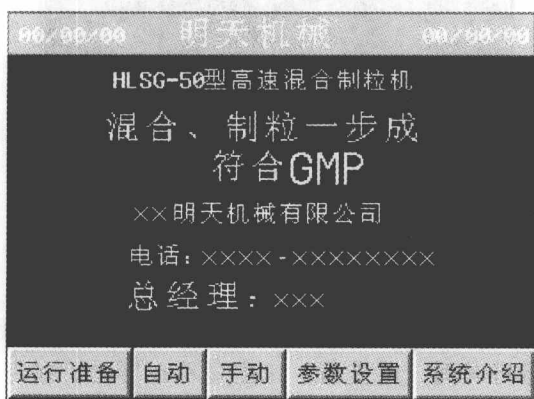 00/00/00 明天机械 00/00/00
HLSG-50型高速混合制粒机
混合、制粒一步成
符合GMP
××明天机械有限公司
电话：××××-××××××××
总经理：×××
运行准备 自动 手动 参数设置 系统介绍